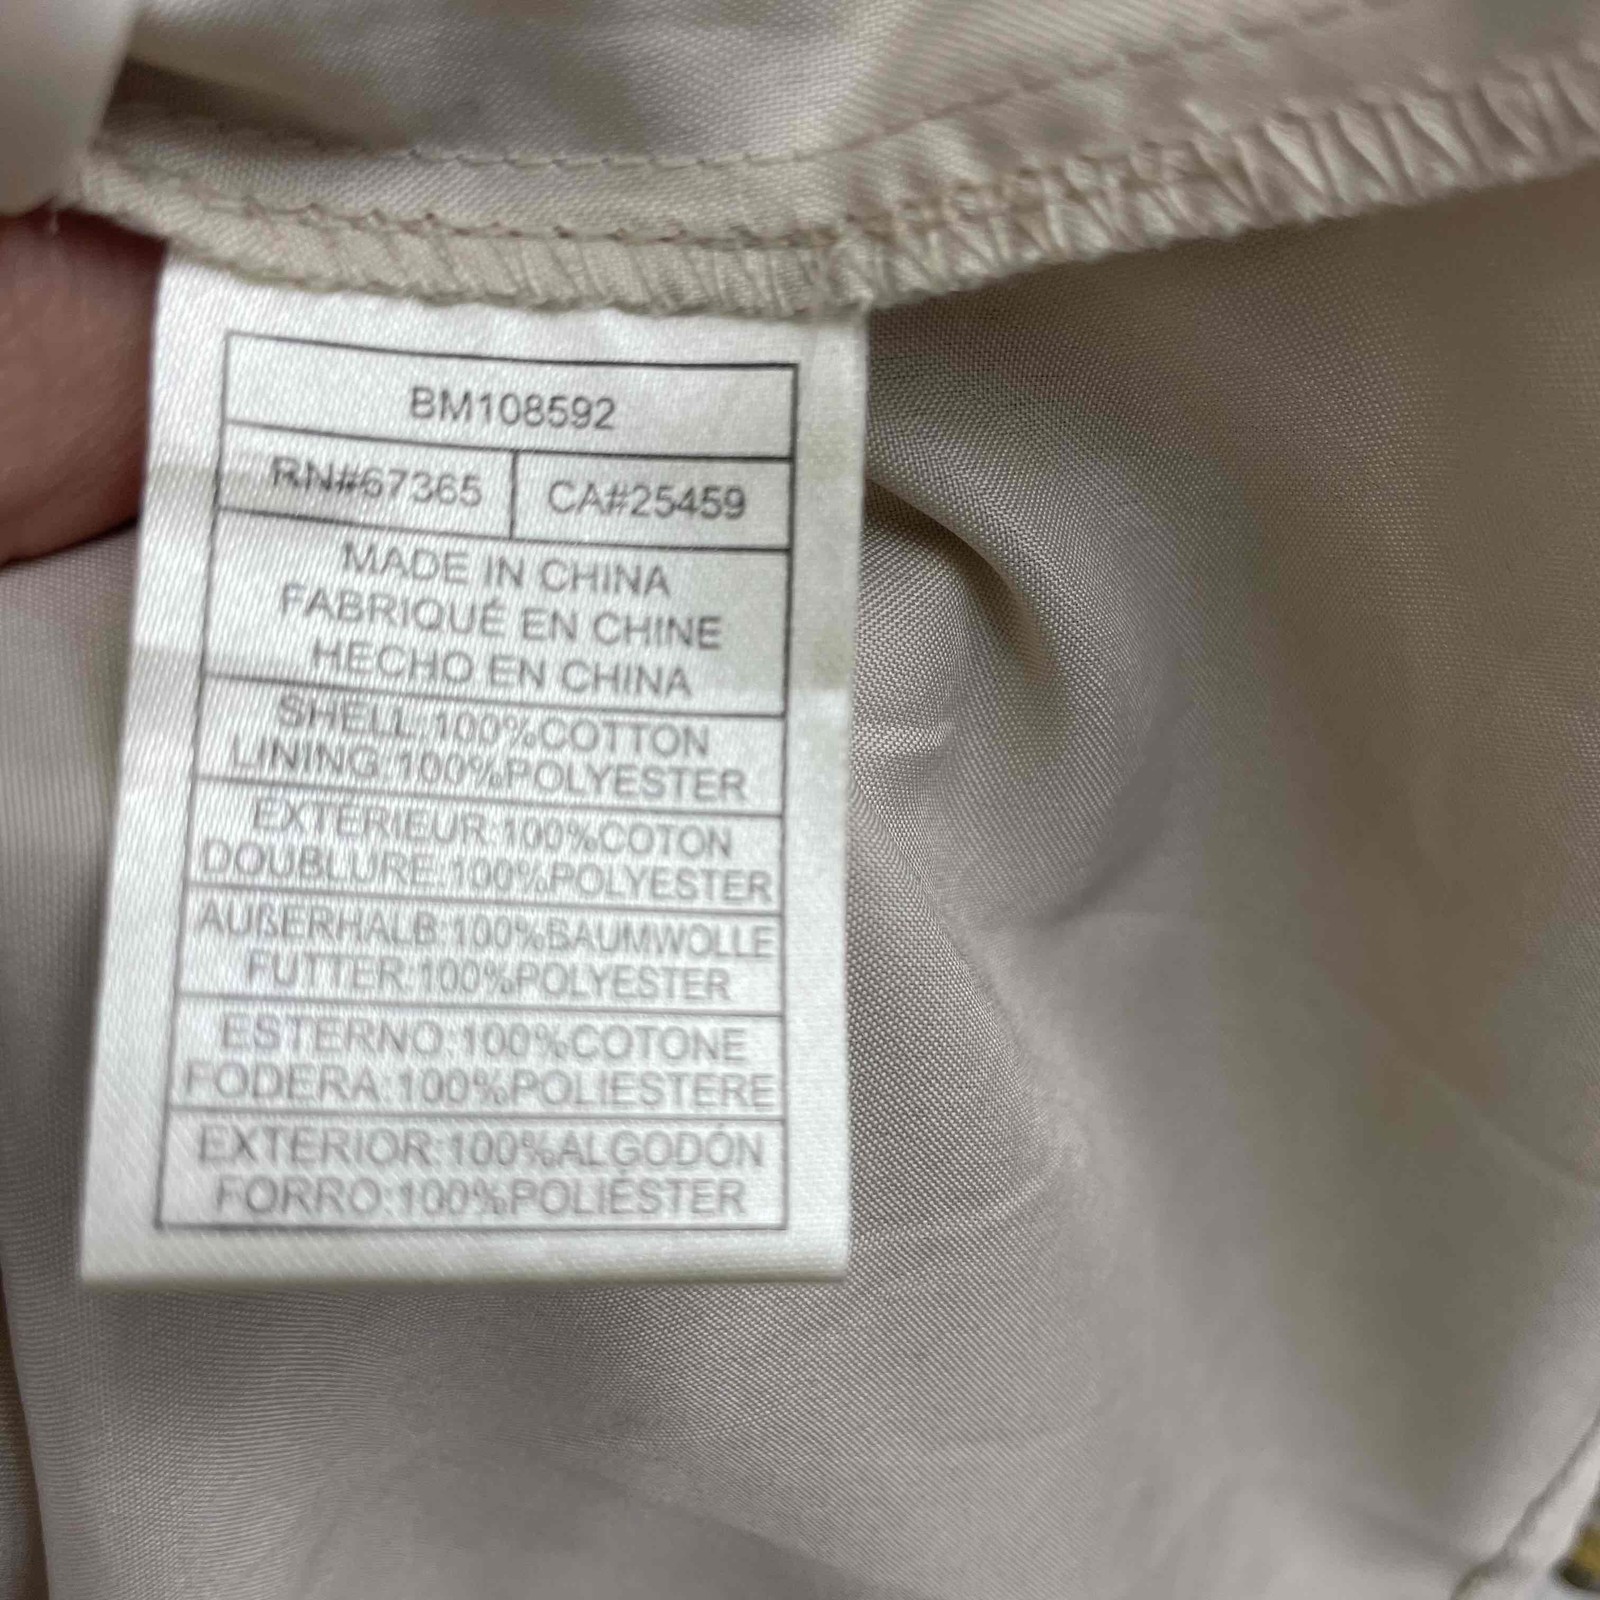 BM108592
RN#67365 CA#25459
MADE IN CHINA
FABRIQUÉ EN CHINE
HECHO EN CHINA
SHELL:100%COTTON
LINING:100%POLYESTER
EXTÉRIEUR:100%COTON
DOUBLURE:100%POLYESTER
AUßERHALB:100%BAUMWOLLE
FUTTER:100%POLYESTER
ESTERNO:100%COTONE
FODERA:100%POLIESTERE
EXTERIOR:100%ALGODÓN
FORRO:100%POLIÉSTER